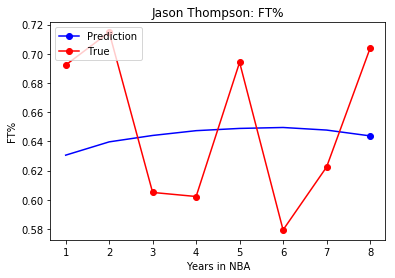 Jason Thompson: FT%
Prediction
True
FT%
0.72
0.70
0.68
0.66
0.64
0.62
0.60
0.58
1 2 3 4 5 6 7 8
Years in NBA